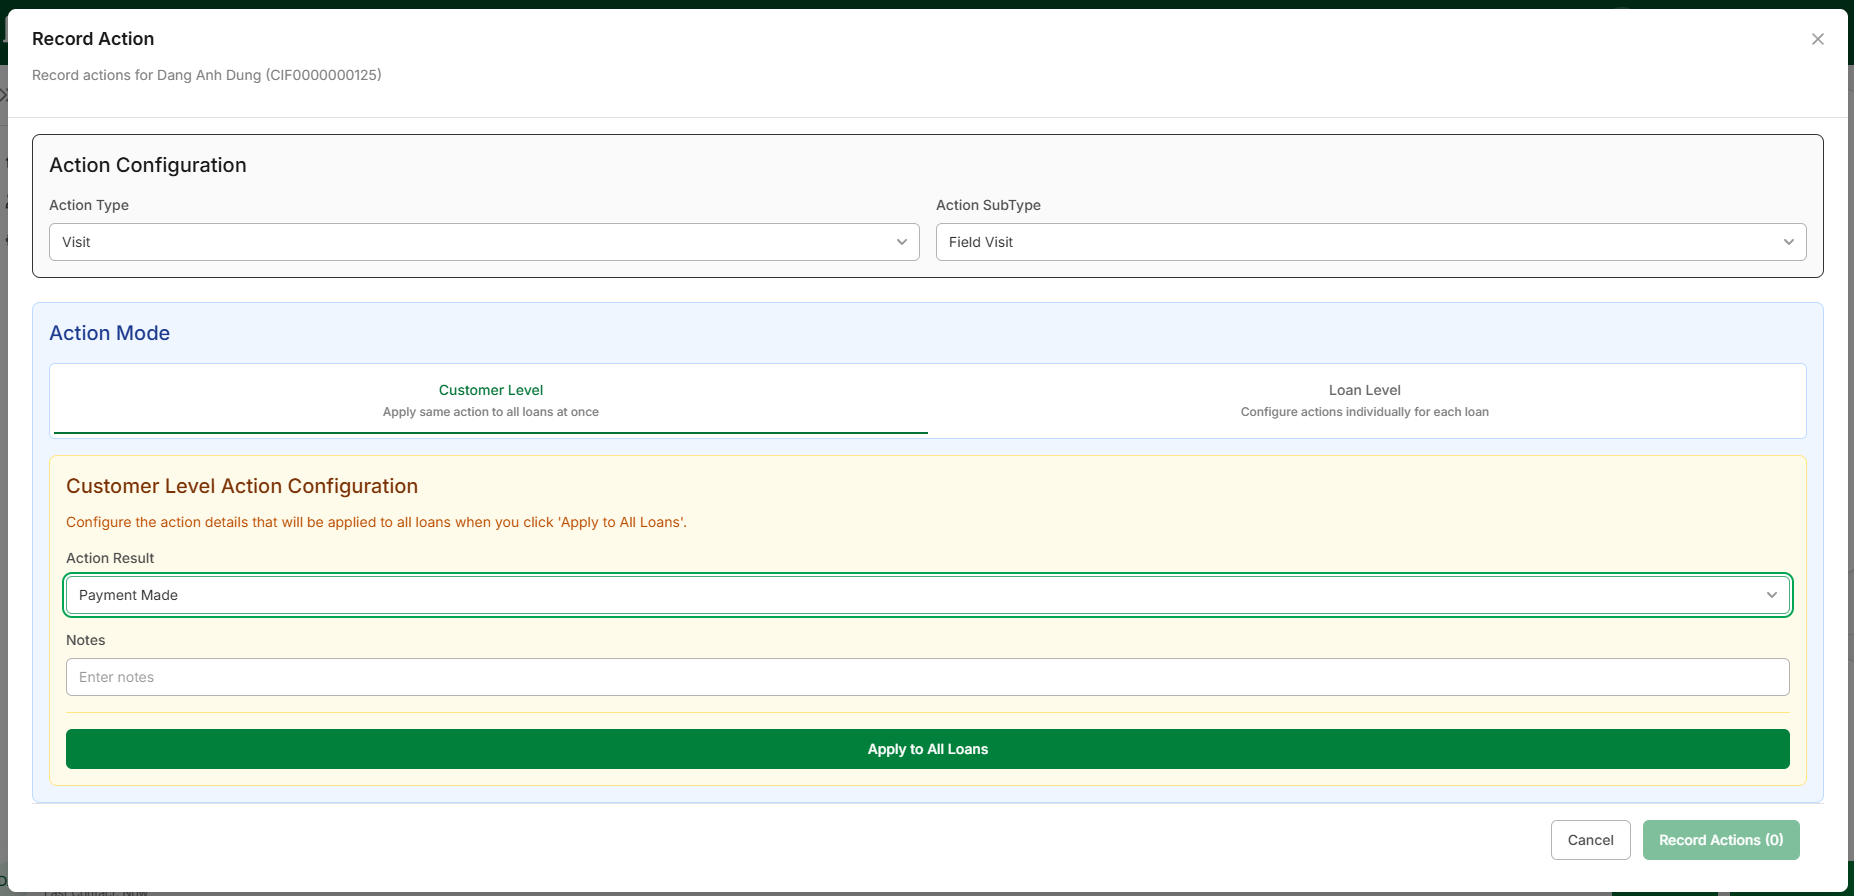 Record Action
Record actions for Dang Anh Dung (CIF0000000125)
Action Configuration
Action Type
Action SubType
Visit
Field Visit
Action Mode
Customer Level
Apply same action to all loans at once
Loan Level
Configure actions individually for each loan
Customer Level Action Configuration
Configure the action details that will be applied to all loans when you click 'Apply to All Loans'.
Action Result
Payment Made
Notes
Enter notes
Apply to All Loans
Cancel
Record Actions (0)
Last Contact: Now